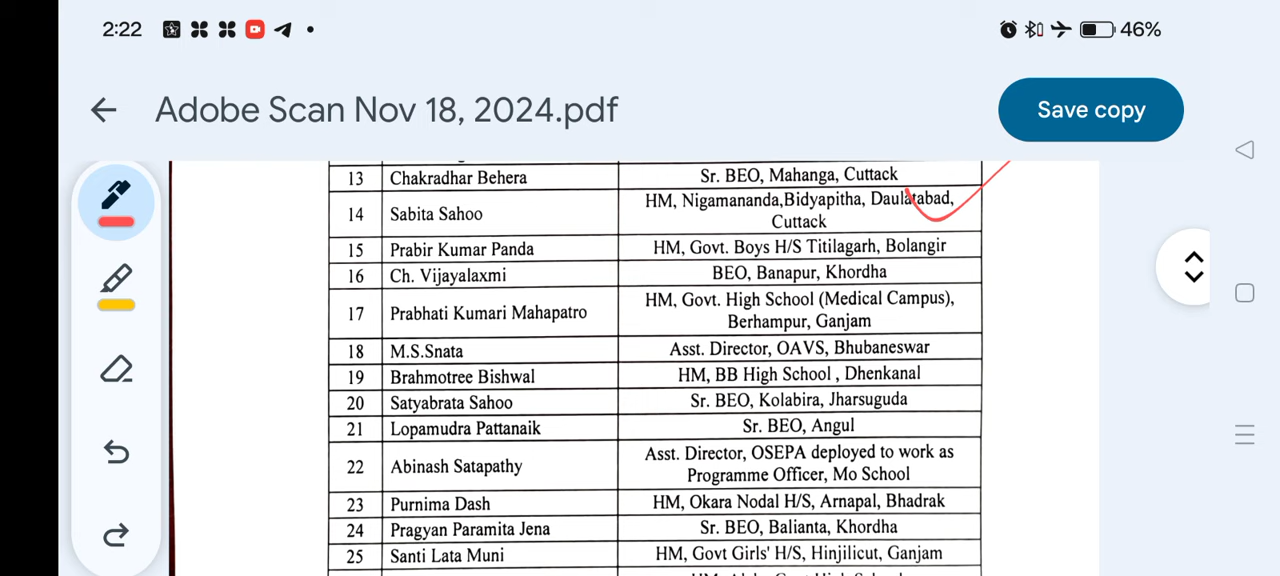 2:22
46%
Adobe Scan Nov 18, 2024.pdf
Save copy
13 Chakradhar Behera Sr. BEO, Mahanga, Cuttack
14 Sabita Sahoo HM, Nigamananda,Bidyapitha, Daulatabad,
Cuttack
15 Prabir Kumar Panda HM, Govt. Boys H/S Titilagarh, Bolangir
16 Ch. Vijayalaxmi BEO, Banapur, Khordha
17 Prabhati Kumari Mahapatro HM, Govt. High School (Medical Campus),
Berhampur, Ganjam
18 M.S.Snata Asst. Director, OAVS, Bhubaneswar
19 Brahmotree Bishwal HM, BB High School , Dhenkanal
20 Satyabrata Sahoo Sr. BEO, Kolabira, Jharsuguda
21 Lopamudra Pattanaik Sr. BEO, Angul
22 Abinash Satapathy Asst. Director, OSEPA deployed to work as
Programme Officer, Mo School
23 Purnima Dash HM, Okara Nodal H/S, Arnapal, Bhadrak
24 Pragyan Paramita Jena Sr. BEO, Balianta, Khordha
25 Santi Lata Muni HM, Govt Girls' H/S, Hinjilicut, Ganjam